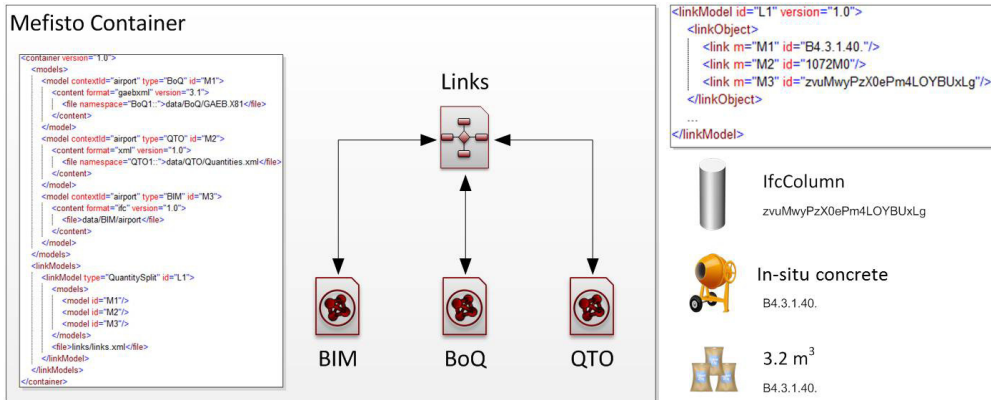 Mefisto Container
<container version="1.0">
<models>
<model contextId="airport" type="BoQ" id="M1">
<content format="gaebxml" version="3.1">
<file namespace="BoQ1::">data/BoQ/GAEB.X81</file>
</content>
</model>
<model contextId="airport" type="QTO" id="M2">
<content format="xml" version="1.0">
<file namespace="QTO1::">data/QTO/Quantities.xml</file>
</content>
</model>
<model contextId="airport" type="BIM" id="M3">
<content format="ifc" version="1.0">
<file>data/BIM/airport</file>
</content>
</model>
</models>
<linkModels>
<linkModel type="QuantitySplit" id="L1">
<models>
<model id="M1"/>
<model id="M2"/>
<model id="M3"/>
</models>
<file>links/links.xml</file>
</linkModel>
</linkModels>
</container>
Links
BIM
BoQ
QTO
<linkModel id="L1" version="1.0">
<linkObject>
<link m="M1" id="B4.3.1.40."/>
<link m="M2" id="1072M0"/>
<link m="M3" id="zvuMwyPzX0ePm4LOYBUxLg"/>
</linkObject>
...
</linkModel>
IfcColumn
zvuMwyPzX0ePm4LOYBUxLg
In-situ concrete
B4.3.1.40.
3.2 m³
B4.3.1.40.